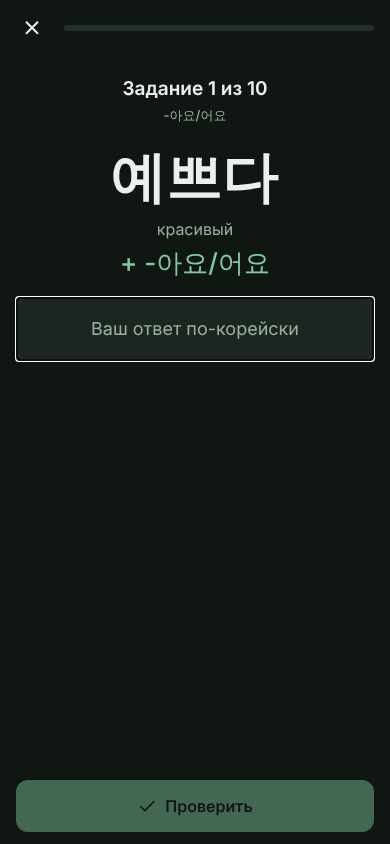 Задание 1 из 10
-아요/어요
예쁘다
красивый
+ -아요/어요
Ваш ответ по-корейски
Проверить